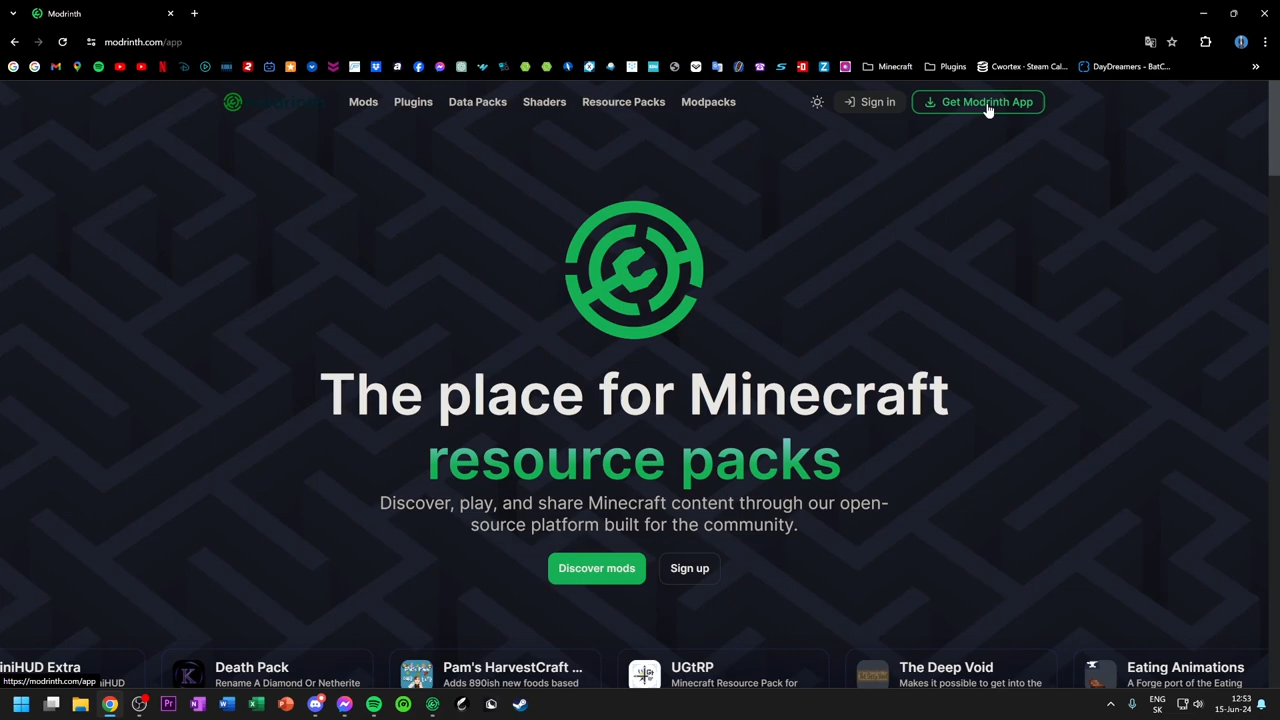 Modrinth
modrinth.com/app
Minecraft
Plugins
Cwortex · Steam Cal...
DayDreamers - BatC...
Mods
Plugins
Data Packs
Shaders
Resource Packs
Modpacks
Sign in
Get Modrinth App
The place for Minecraft
resource packs
Discover, play, and share Minecraft content through our open-
source platform built for the community.
Discover mods
Sign up
iniHUD Extra
iniHUD
Death Pack
Rename A Diamond Or Netherite
Pam's HarvestCraft ...
Adds 890ish new foods based
UGtRP
Minecraft Resource Pack for
The Deep Void
Makes it possible to get into the
Eating Animations
A Forge port of the Eating
https://modrinth.com/app
ENG
SK
12:53
15-Jun-24